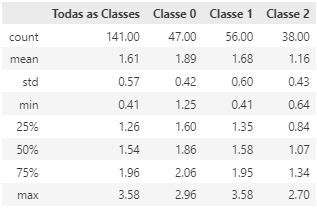 Todas as Classes Classe 0 Classe 1 Classe 2
count 141.00 47.00 56.00 38.00
mean 1.61 1.89 1.68 1.16
std 0.57 0.42 0.60 0.43
min 0.41 1.25 0.41 0.64
25% 1.26 1.60 1.35 0.84
50% 1.54 1.86 1.58 1.07
75% 1.96 2.06 1.95 1.34
max 3.58 2.96 3.58 2.70